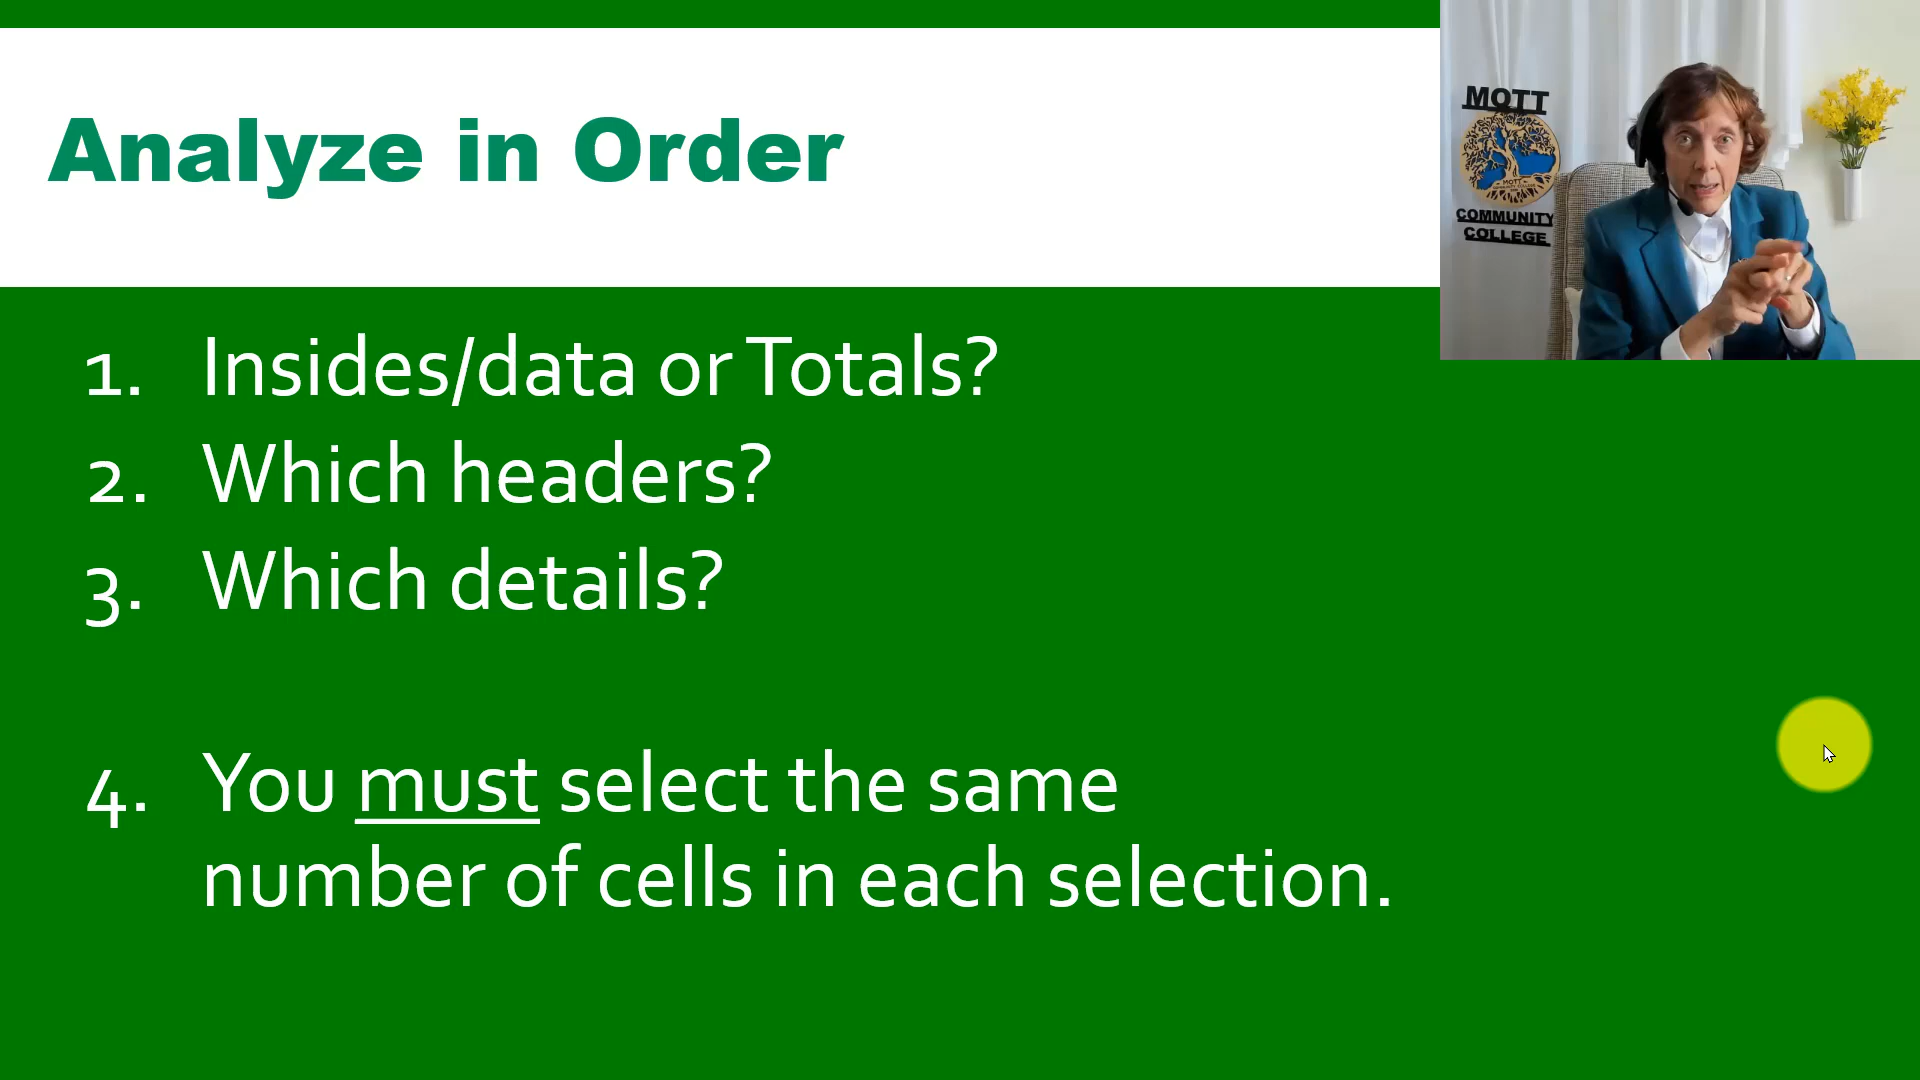 Analyze in Order
1. Insides/data or Totals?
2. Which headers?
3. Which details?
4. You must select the same
number of cells in each selection.
MOTT
MOTT
COMMUNITY
COLLEGE